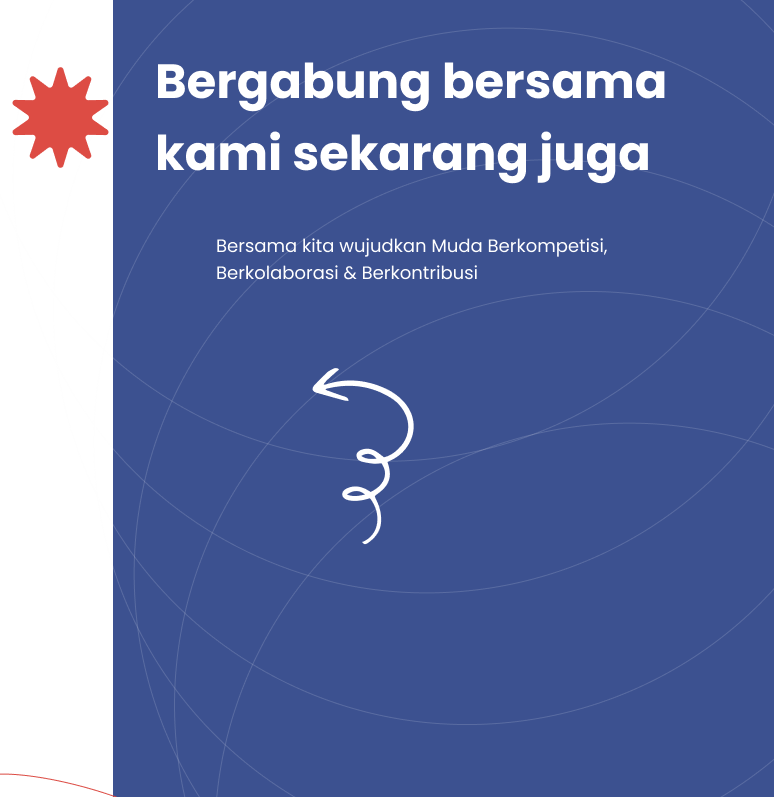 Bergabung bersama
kami sekarang juga
Bersama kita wujudkan Muda Berkompetisi,
Berkolaborasi & Berkontribusi